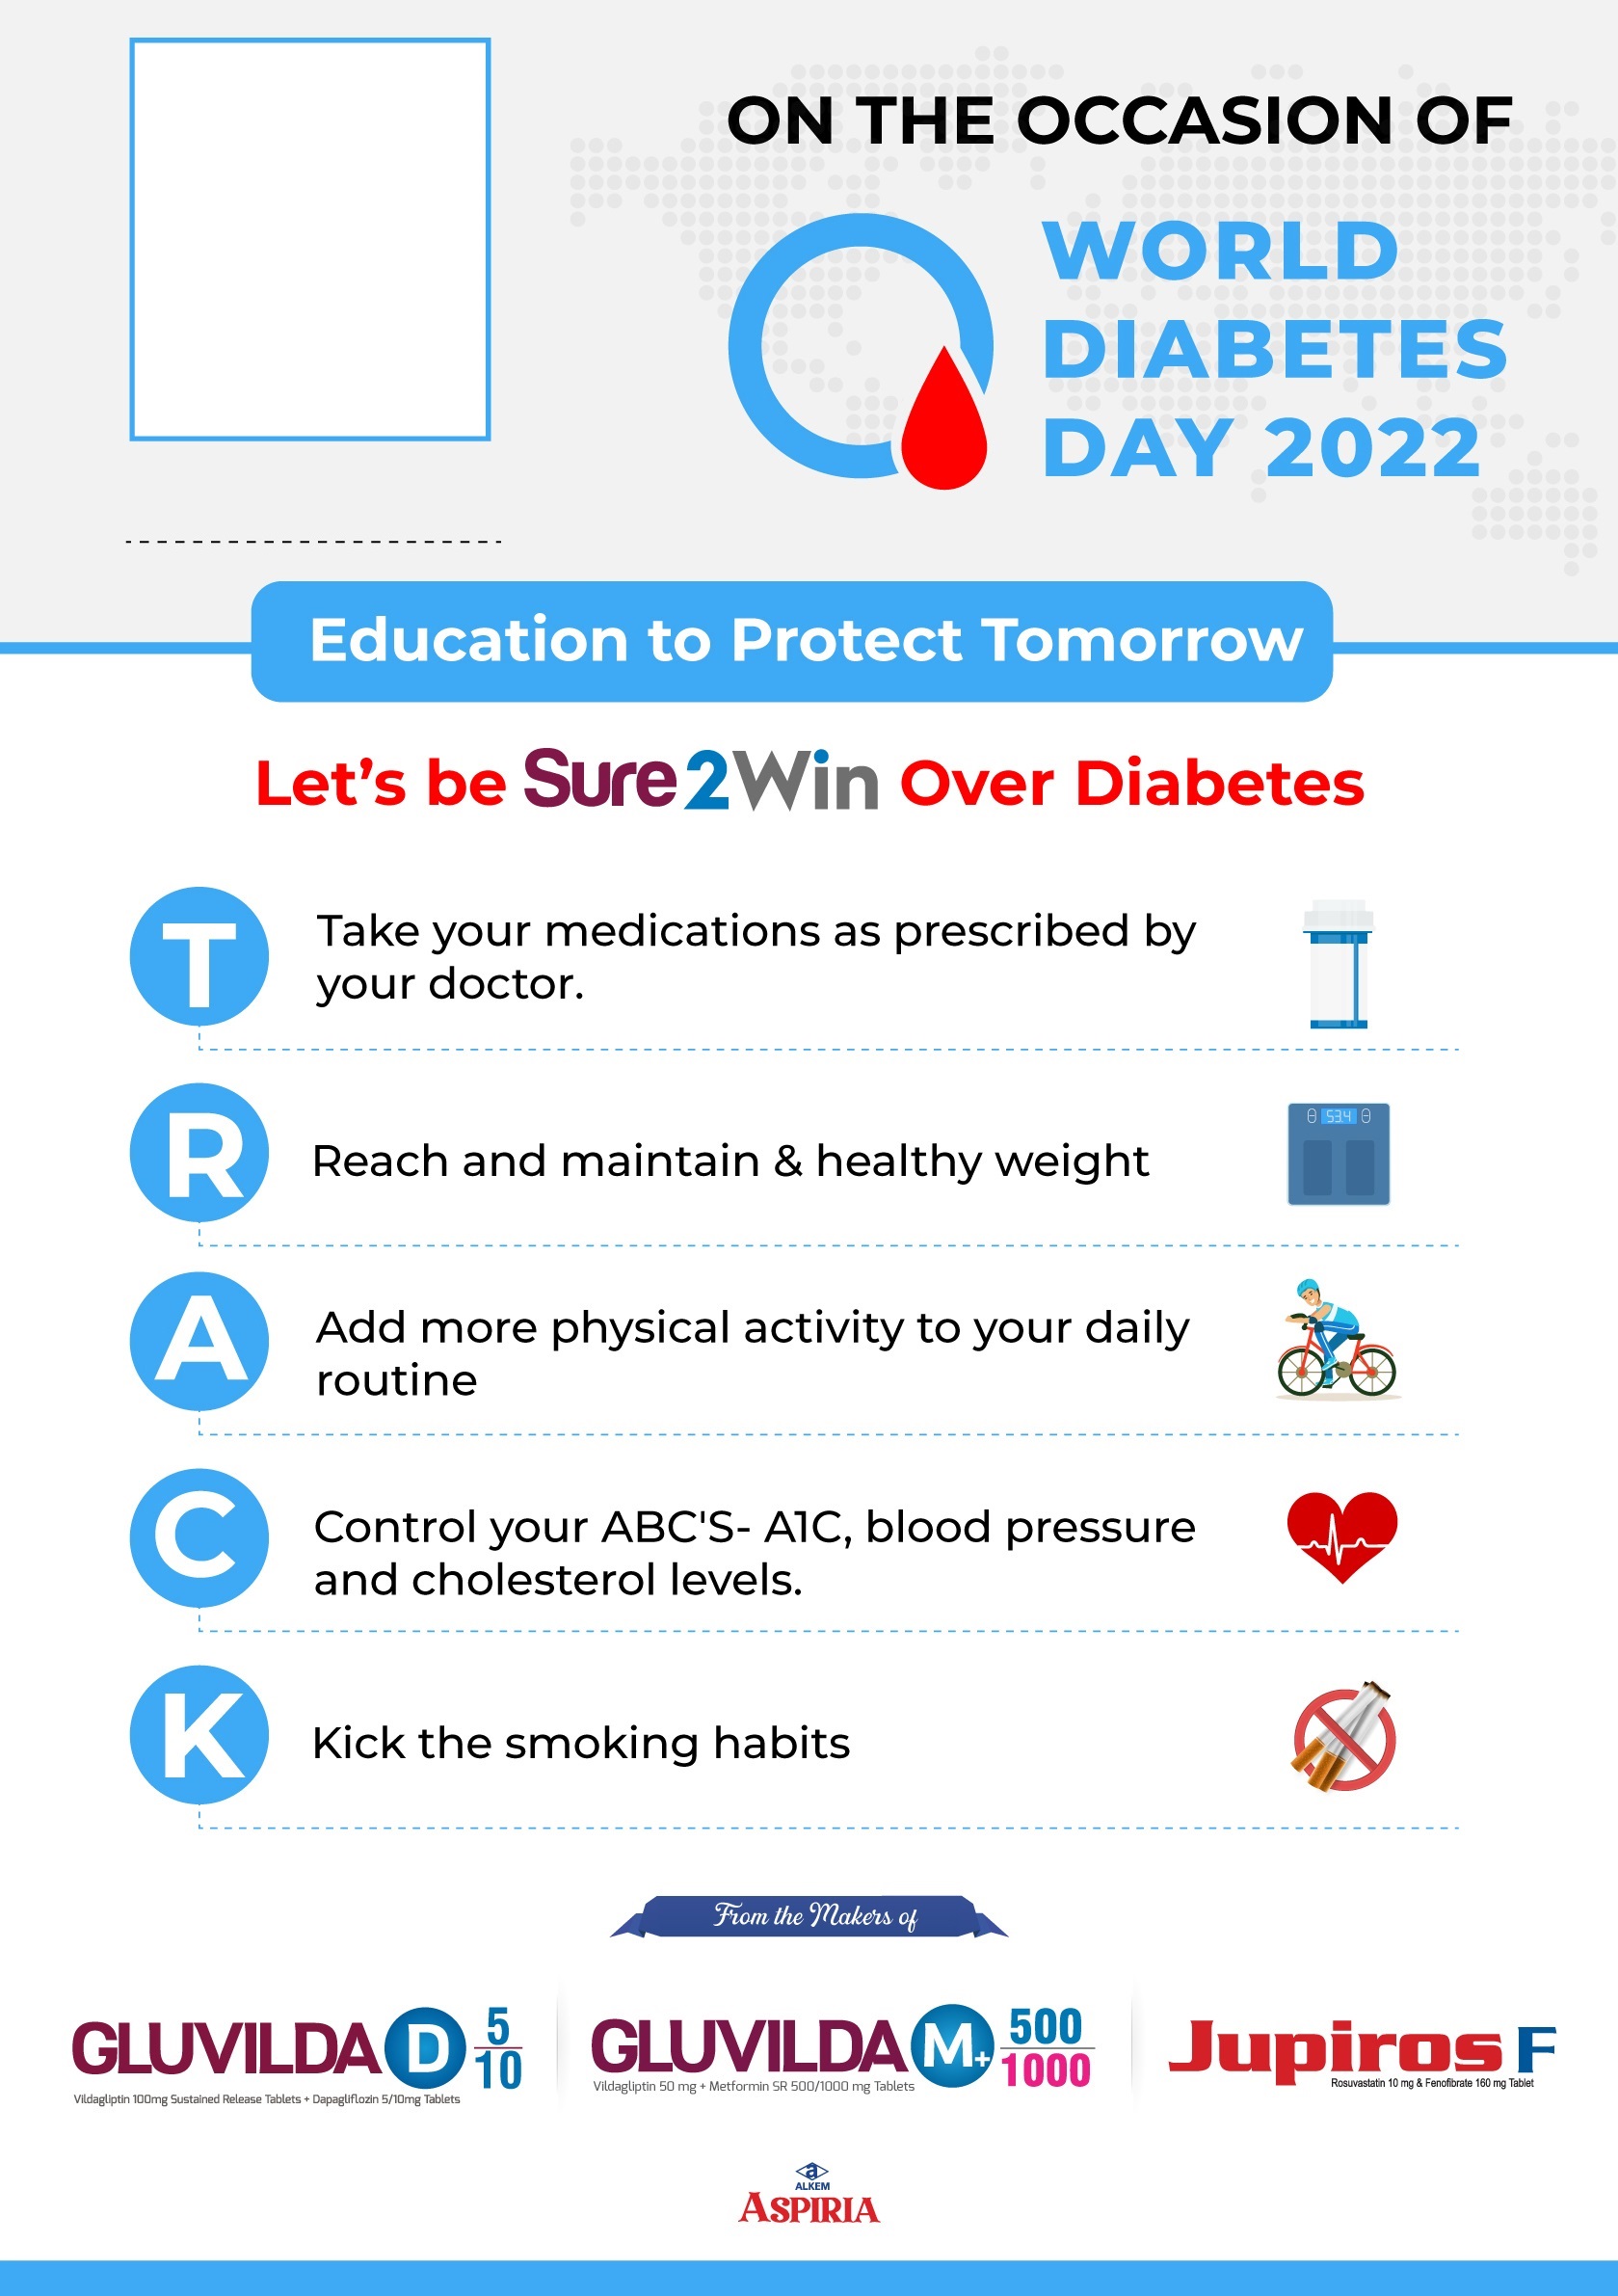 ON THE OCCASION OF
WORLD
DIABETES
DAY 2022
Education to Protect Tomorrow
Let's be Sure2Win Over Diabetes
T
Take your medications as prescribed by
your doctor.
R
Reach and maintain & healthy weight
53.4
A
Add more physical activity to your daily
routine
C
Control your ABC'S- A1C, blood pressure
and cholesterol levels.
K
Kick the smoking habits
From the Makers of
GLUVILDA D 5/10
Vildagliptin 100mg Sustained Release Tablets + Dapagliflozin 5/10mg Tablets
GLUVILDA M+ 500/1000
Vildagliptin 50 mg + Metformin SR 500/1000 mg Tablets
Jupiros F
Rosuvastatin 10 mg & Fenofibrate 160 mg Tablet
a
ALKEM
ASPIRIA